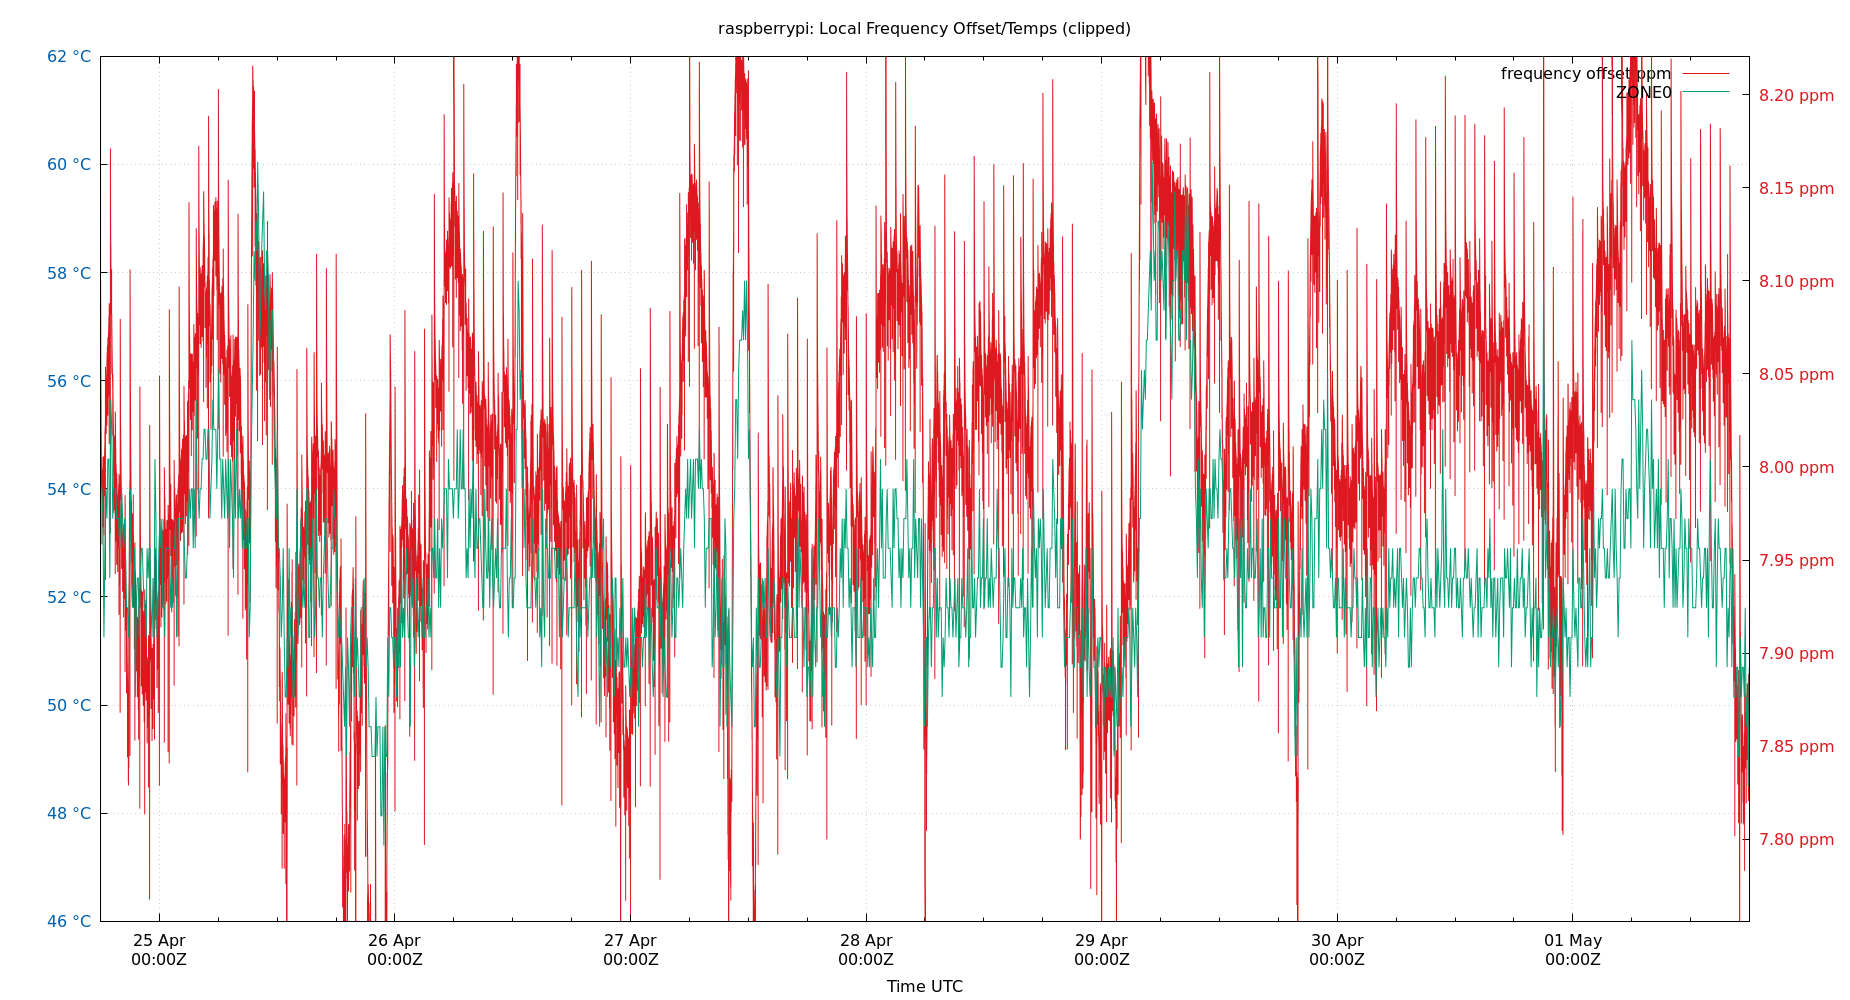 raspberrypi: Local Frequency Offset/Temps (clipped)
62 °C
60 °C
58 °C
56 °C
54 °C
52 °C
50 °C
48 °C
46 °C
frequency offset ppm
ZONE0
8.20 ppm
8.15 ppm
8.10 ppm
8.05 ppm
8.00 ppm
7.95 ppm
7.90 ppm
7.85 ppm
7.80 ppm
25 Apr
00:00Z
26 Apr
00:00Z
27 Apr
00:00Z
28 Apr
00:00Z
29 Apr
00:00Z
30 Apr
00:00Z
01 May
00:00Z
Time UTC